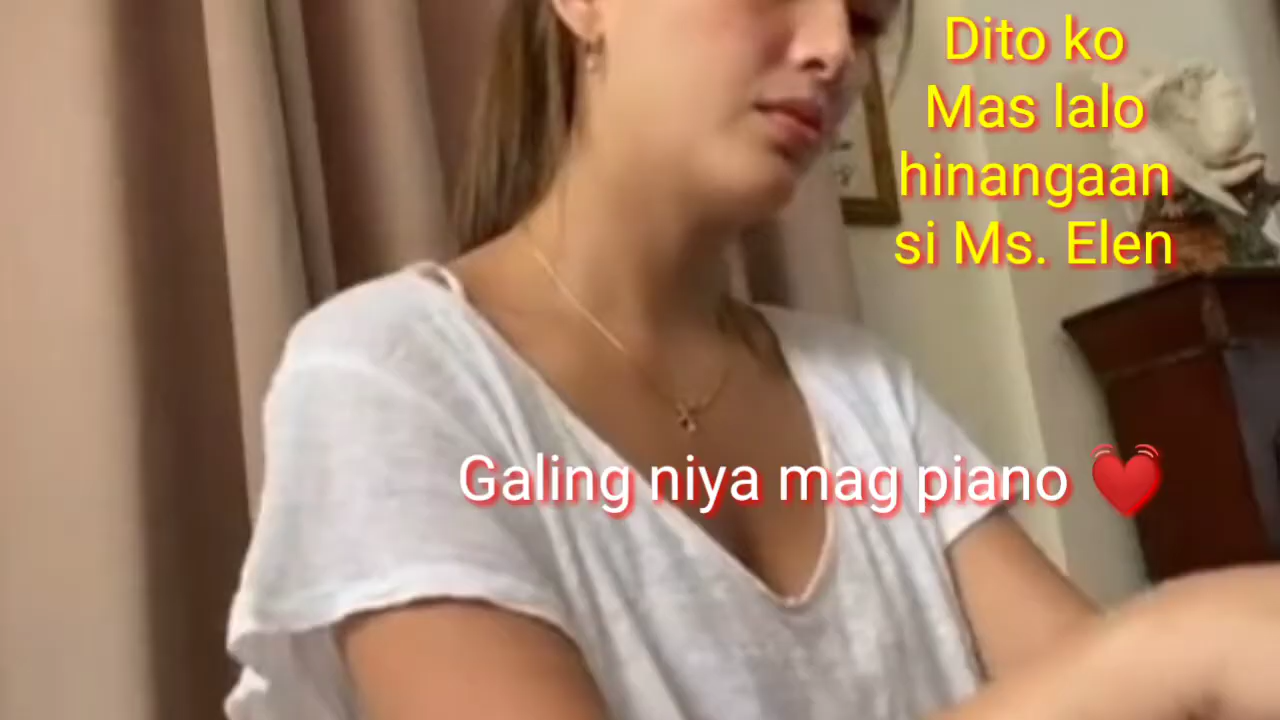 Dito ko
Mas lalo
hinangaan
si Ms. Elen
Galing niya mag piano 💓